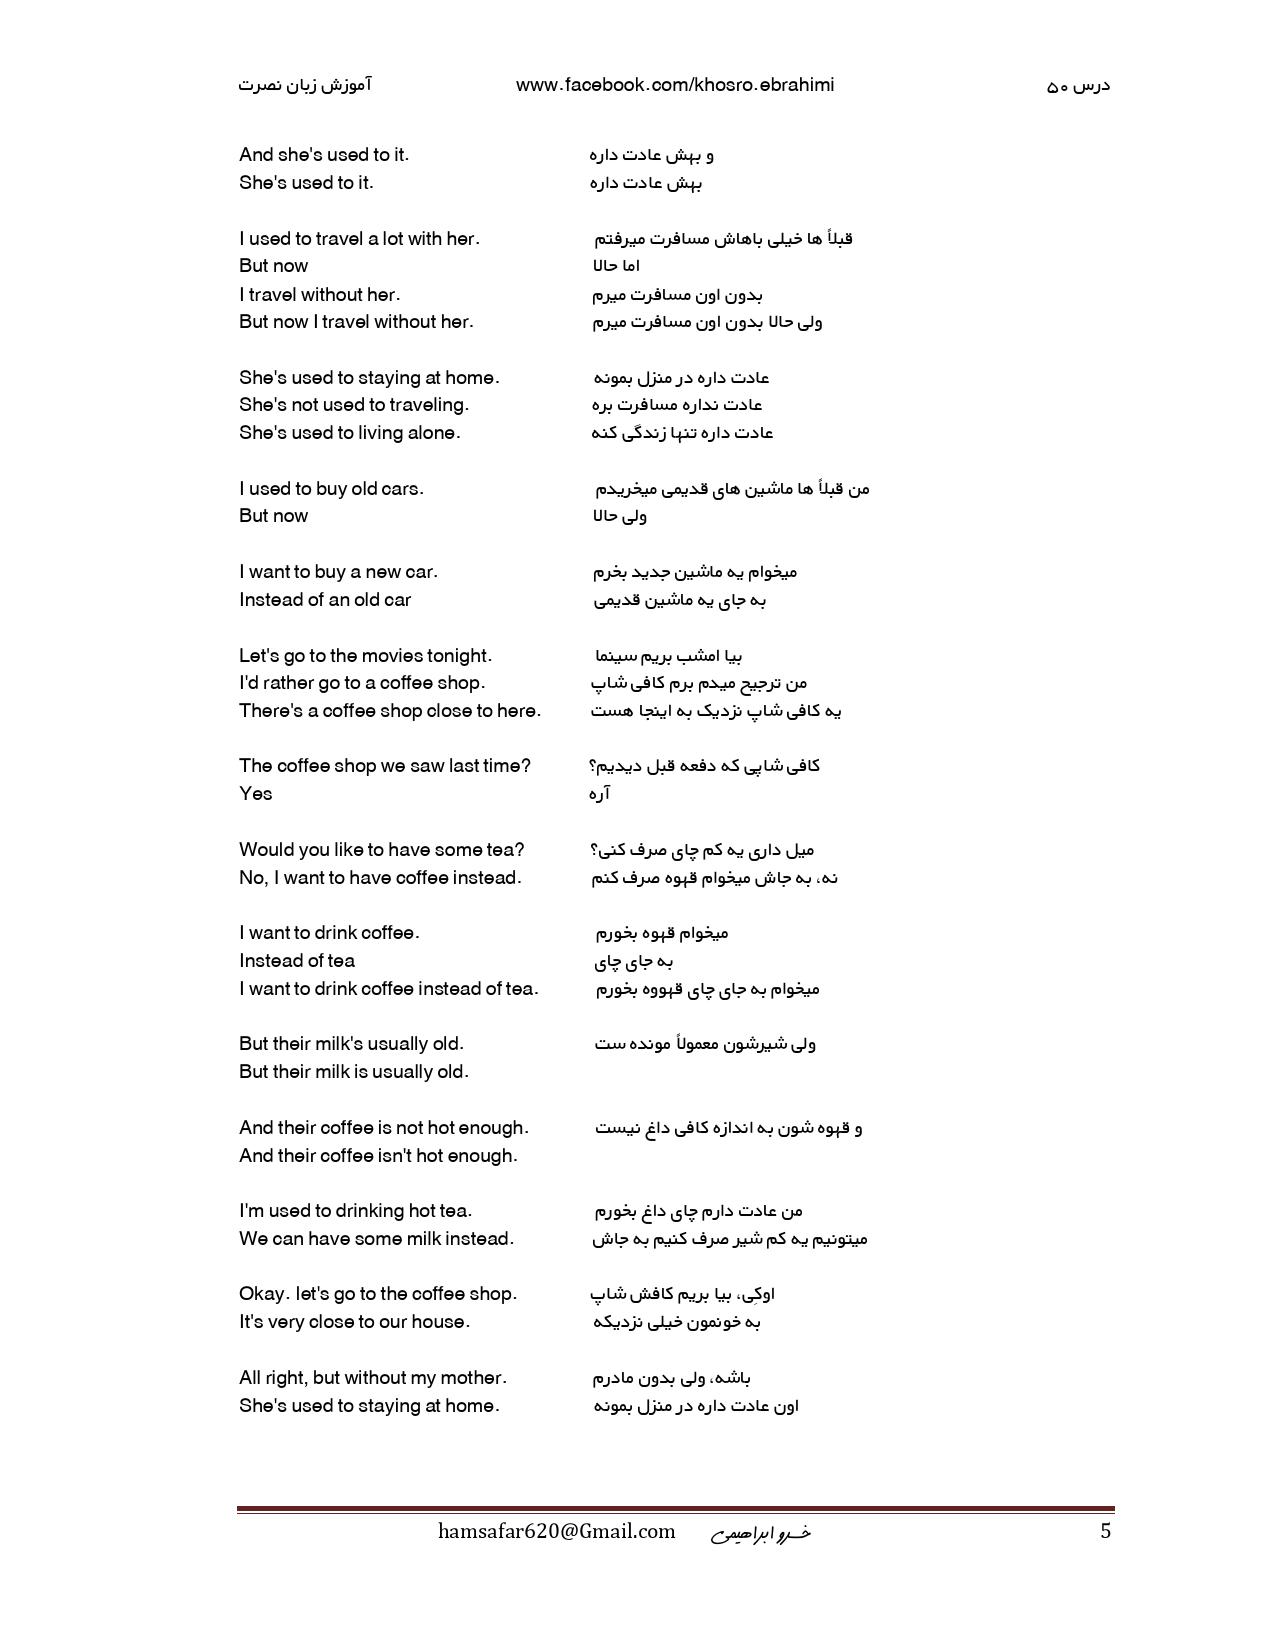 آموزش زبان نصرت www.facebook.com/khosro.ebrahimi درس ۵۰
And she's used to it. و بهش عادت داره
She's used to it. بهش عادت داره
I used to travel a lot with her. قبلاً ها خیلی باهاش مسافرت میرفتم
But now اما حالا
I travel without her. بدون اون مسافرت میرم
But now I travel without her. ولی حالا بدون اون مسافرت میرم
She's used to staying at home. عادت داره در منزل بمونه
She's not used to traveling. عادت نداره مسافرت بره
She's used to living alone. عادت داره تنها زندگی کنه
I used to buy old cars. من قبلاً ها ماشین های قدیمی میخریدم
But now ولی حالا
I want to buy a new car. میخوام یه ماشین جدید بخرم
Instead of an old car به جای یه ماشین قدیمی
Let's go to the movies tonight. بیا امشب بریم سینما
I'd rather go to a coffee shop. من ترجیح میدم برم کافی شاپ
There's a coffee shop close to here. یه کافی شاپ نزدیک به اینجا هست
The coffee shop we saw last time? کافی شاپی که دفعه قبل دیدیم؟
Yes آره
Would you like to have some tea? میل داری یه کم چای صرف کنی؟
No, I want to have coffee instead. نه، به جاش میخوام قهوه صرف کنم
I want to drink coffee. میخوام قهوه بخورم
Instead of tea به جای چای
I want to drink coffee instead of tea. میخوام به جای چای قهووه بخورم
But their milk's usually old. ولی شیرشون معمولاً مونده ست
But their milk is usually old.
And their coffee is not hot enough. و قهوه شون به اندازه کافی داغ نیست
And their coffee isn't hot enough.
I'm used to drinking hot tea. من عادت دارم چای داغ بخورم
We can have some milk instead. میتونیم یه کم شیر صرف کنیم به جاش
Okay. let's go to the coffee shop. اوکِی، بیا بریم کافش شاپ
It's very close to our house. به خونمون خیلی نزدیکه
All right, but without my mother. باشه، ولی بدون مادرم
She's used to staying at home. اون عادت داره در منزل بمونه
hamsafar620@Gmail.com خسرو ابراهیمی 5